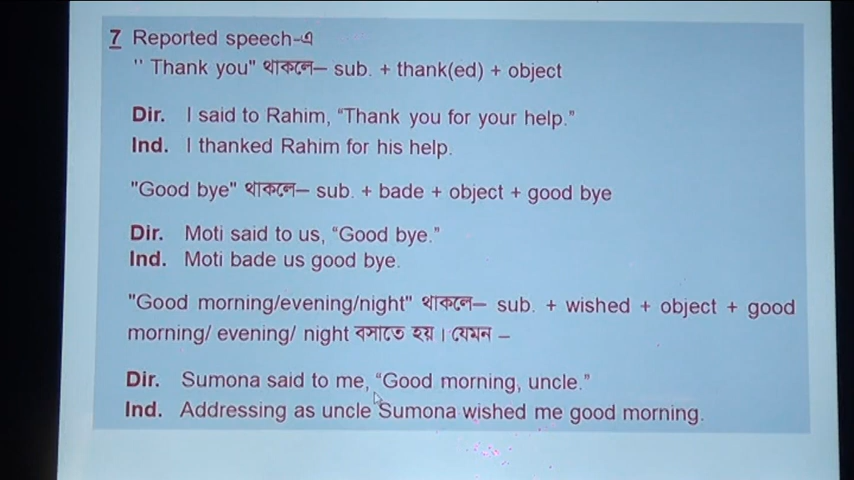 7 Reported speech-এ
'' Thank you" থাকলে– sub. + thank(ed) + object
Dir. I said to Rahim, “Thank you for your help.”
Ind. I thanked Rahim for his help.
"Good bye" থাকলে– sub. + bade + object + good bye
Dir. Moti said to us, “Good bye.”
Ind. Moti bade us good bye.
"Good morning/evening/night" থাকলে– sub. + wished + object + good
morning/ evening/ night বসাতে হয়। যেমন –
Dir. Sumona said to me, “Good morning, uncle.”
Ind. Addressing as uncle Sumona wished me good morning.